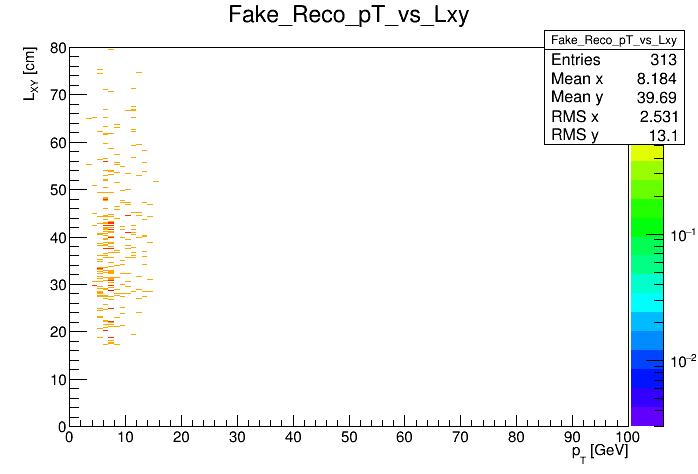 Fake_Reco_pT_vs_Lxy
Fake_Reco_pT_vs_Lxy
Entries 313
Mean x 8.184
Mean y 39.69
RMS x 2.531
RMS y 13.1
L_XY [cm]
80
70
60
50
40
30
20
10
0
0 10 20 30 40 50 60 70 80 90 100
p_T [GeV]
10⁻¹
10⁻²